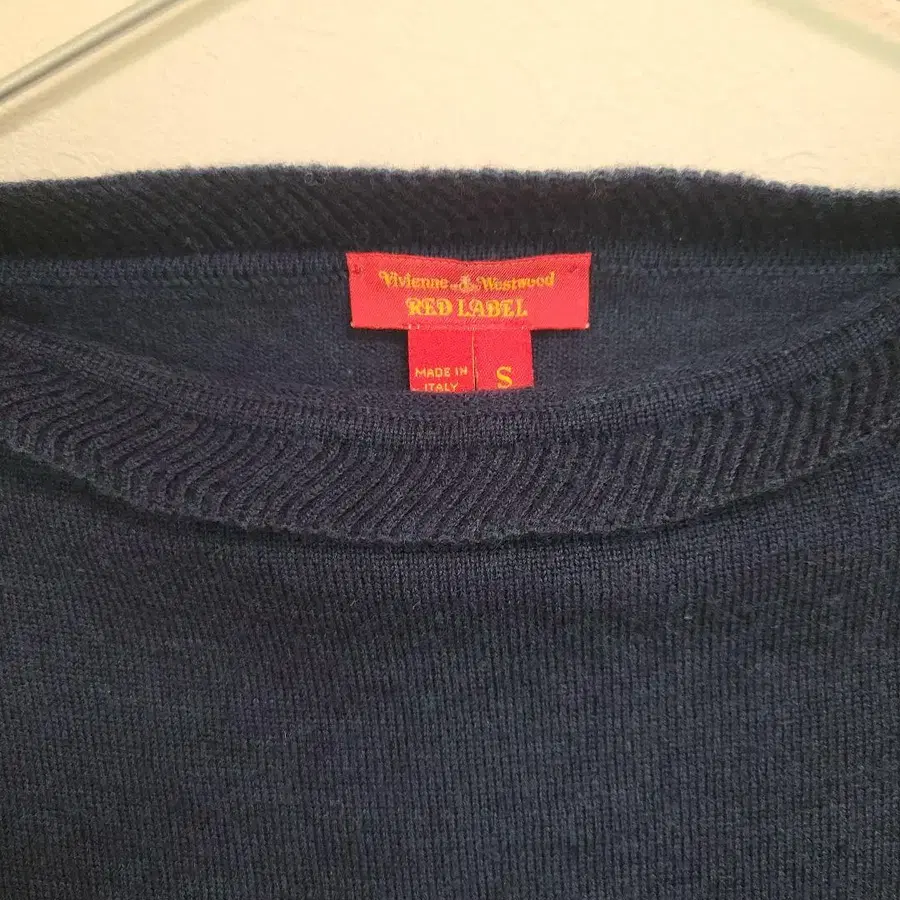 Vivienne Westwood
RED LABEL
MADE IN
ITALY
S